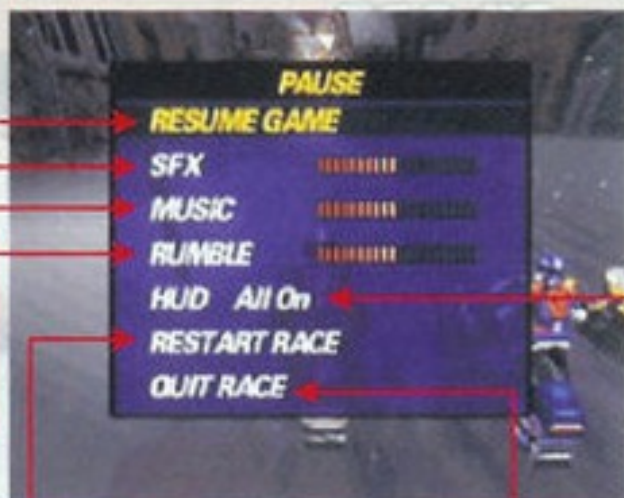 PAUSE
RESUME GAME
SFX
MUSIC
RUMBLE
HUD All On
RESTART RACE
QUIT RACE